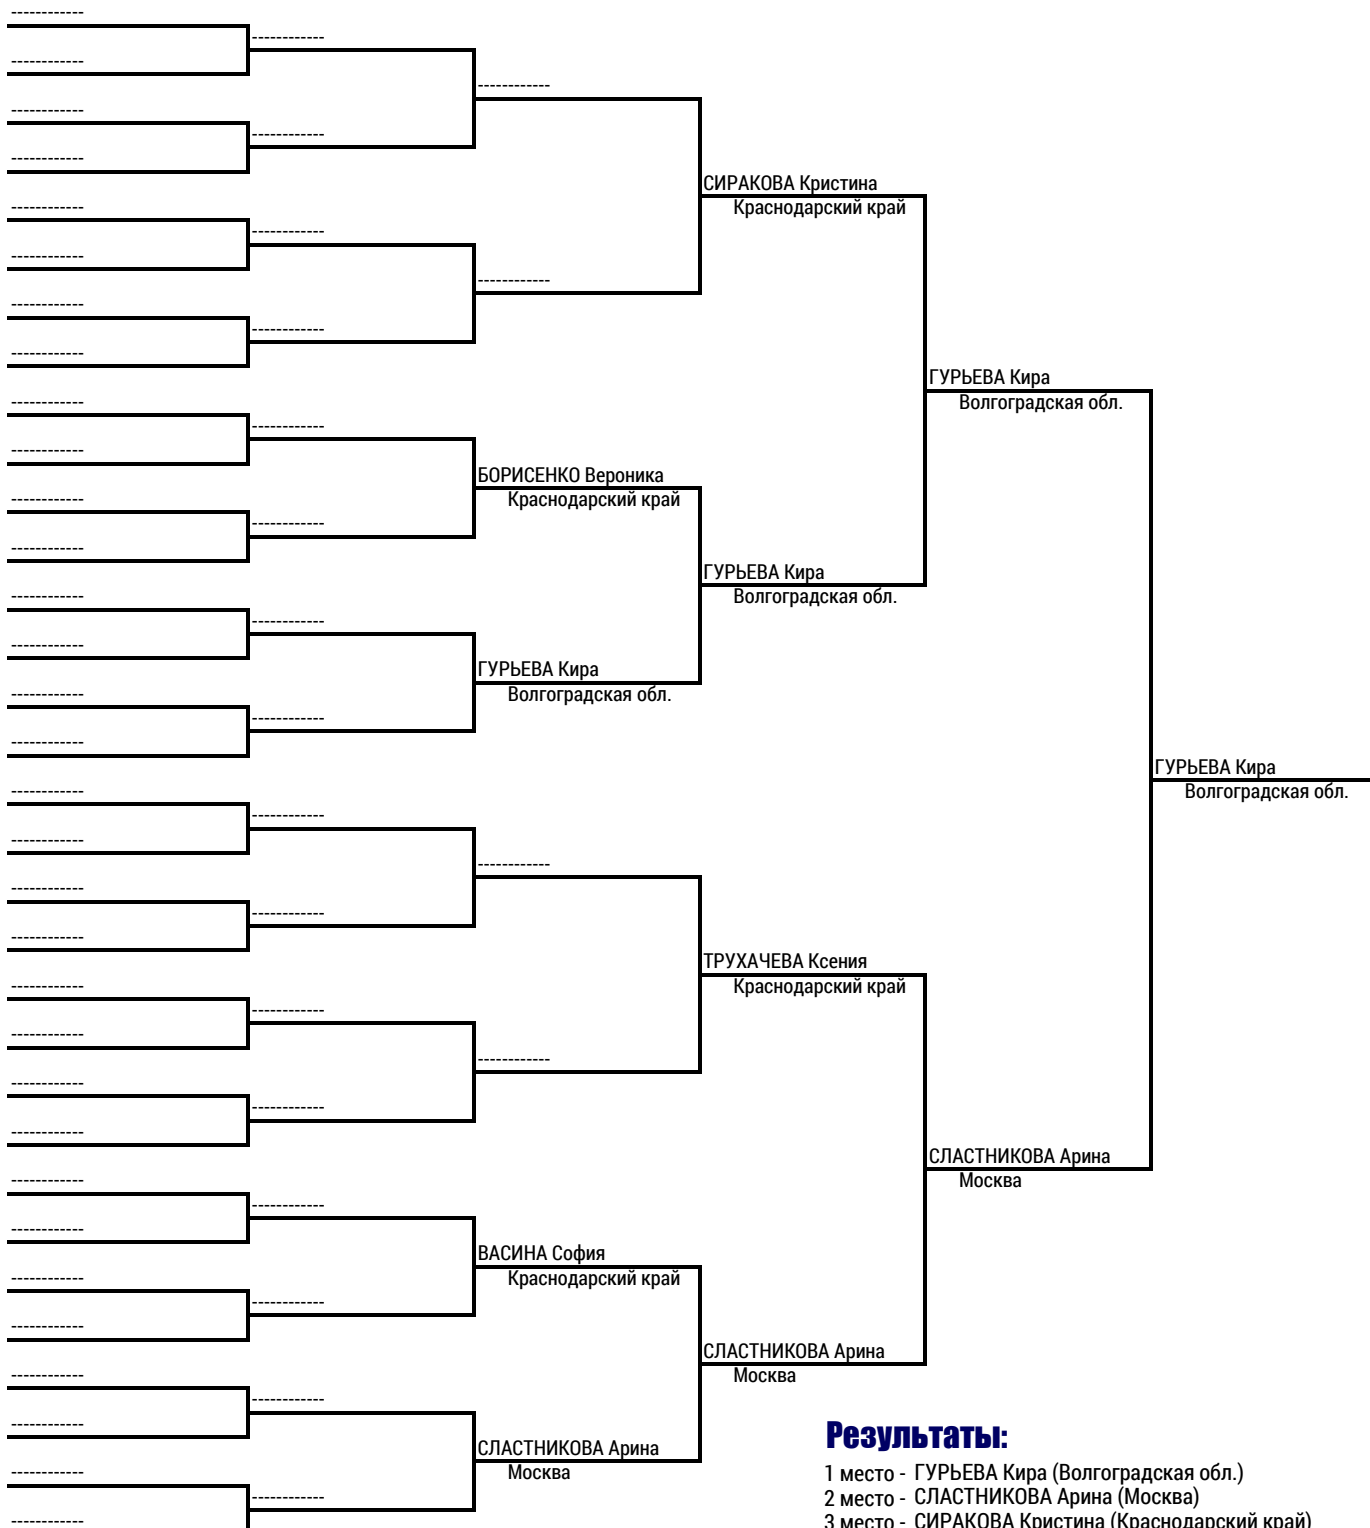 СИРАКОВА Кристина
Краснодарский край
ГУРЬЕВА Кира
Волгоградская обл.
БОРИСЕНКО Вероника
Краснодарский край
ГУРЬЕВА Кира
Волгоградская обл.
ГУРЬЕВА Кира
Волгоградская обл.
ГУРЬЕВА Кира
Волгоградская обл.
ТРУХАЧЕВА Ксения
Краснодарский край
СЛАСТНИКОВА Арина
Москва
ВАСИНА София
Краснодарский край
СЛАСТНИКОВА Арина
Москва
СЛАСТНИКОВА Арина
Москва
Результаты:
1 место - ГУРЬЕВА Кира (Волгоградская обл.)
2 место - СЛАСТНИКОВА Арина (Москва)
3 место - СИРАКОВА Кристина (Краснодарский край)